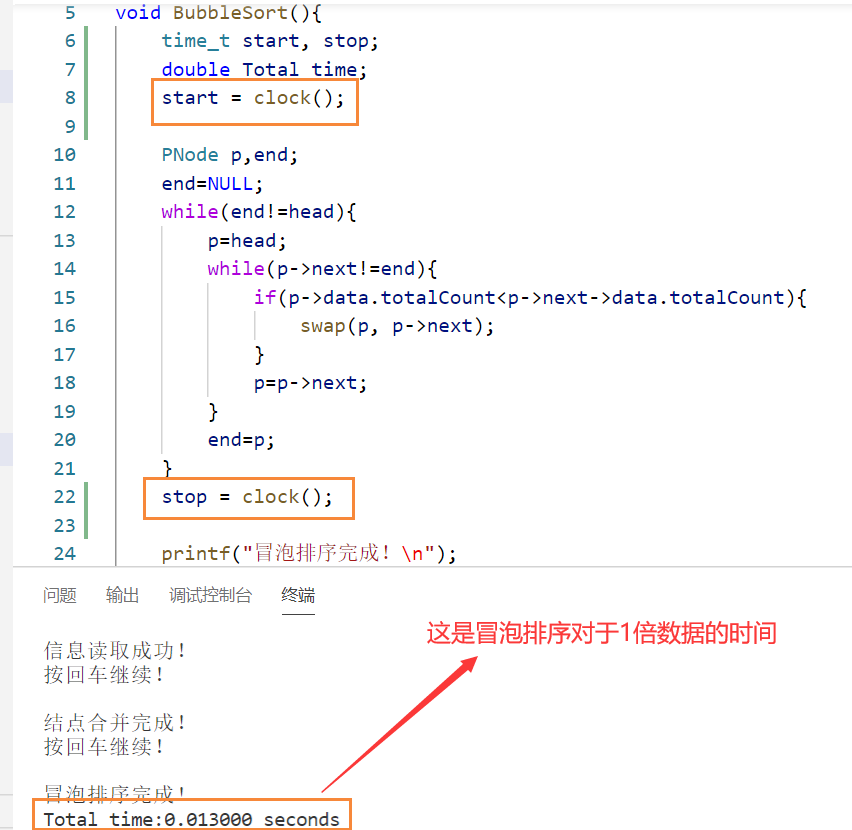 5 void BubbleSort(){
6 time_t start, stop;
7 double Total_time;
8 start = clock();
9
10 PNode p,end;
11 end=NULL;
12 while(end!=head){
13 p=head;
14 while(p->next!=end){
15 if(p->data.totalCount<p->next->data.totalCount){
16 swap(p, p->next);
17 }
18 p=p->next;
19 }
20 end=p;
21 }
22 stop = clock();
23
24 printf("冒泡排序完成！\n");
问题 输出 调试控制台 终端
这是冒泡排序对于1倍数据的时间
信息读取成功！
按回车继续！
结点合并完成！
按回车继续！
冒泡排序完成！
Total time:0.013000 seconds